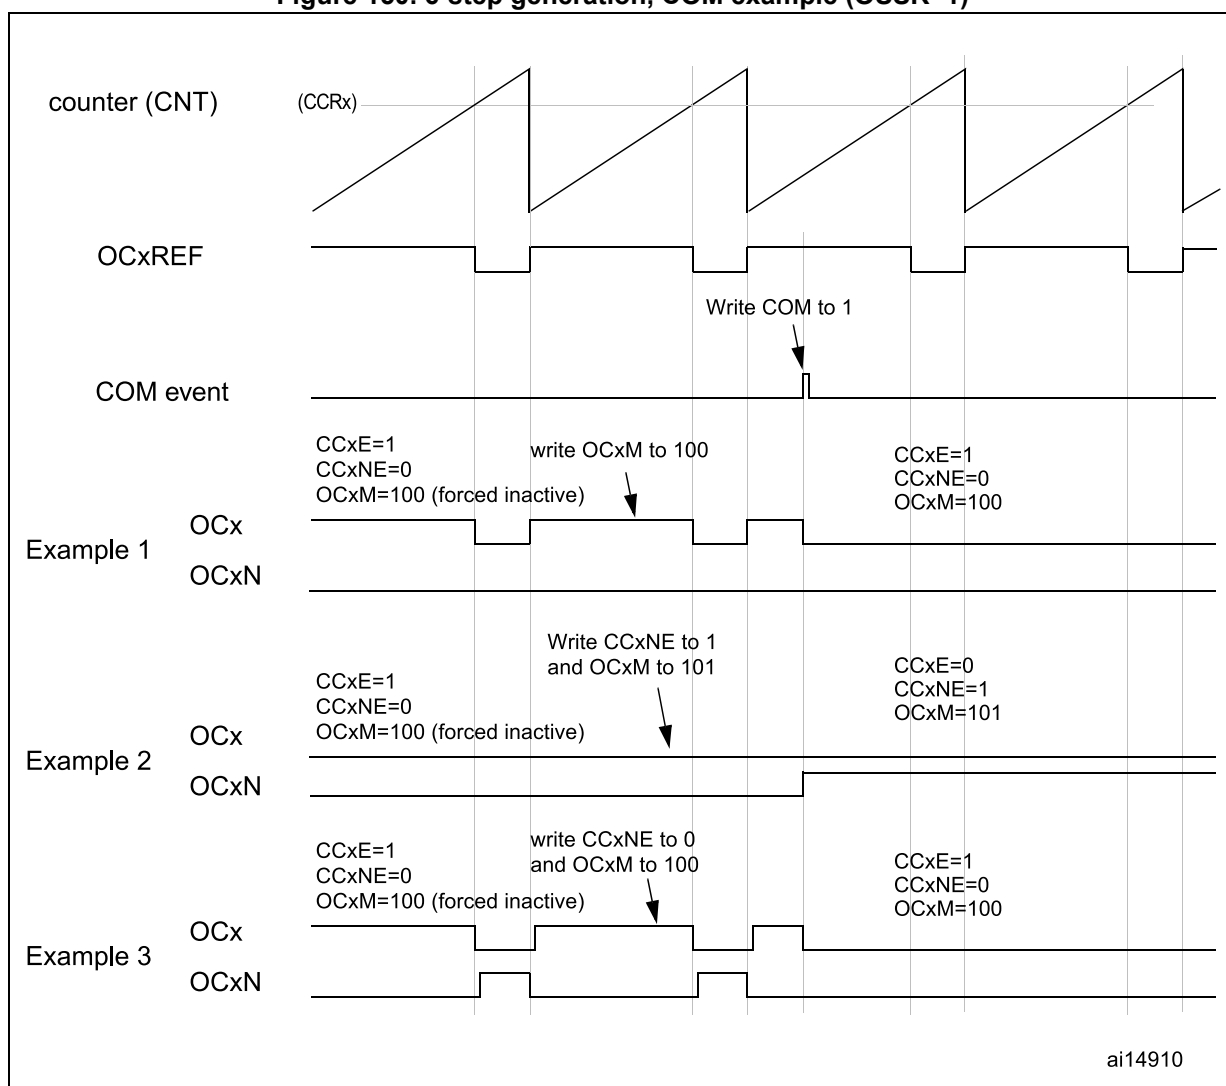 Figure 180. 6-step generation, COM example (OSSR=1)
counter (CNT)
(CCRx)
OCxREF
Write COM to 1
COM event
CCxE=1
CCxNE=0
OCxM=100 (forced inactive)
write OCxM to 100
CCxE=1
CCxNE=0
OCxM=100
Example 1
OCx
OCxN
Write CCxNE to 1
and OCxM to 101
CCxE=1
CCxNE=0
OCxM=100 (forced inactive)
CCxE=0
CCxNE=1
OCxM=101
Example 2
OCx
OCxN
write CCxNE to 0
and OCxM to 100
CCxE=1
CCxNE=0
OCxM=100 (forced inactive)
CCxE=1
CCxNE=0
OCxM=100
Example 3
OCx
OCxN
ai14910